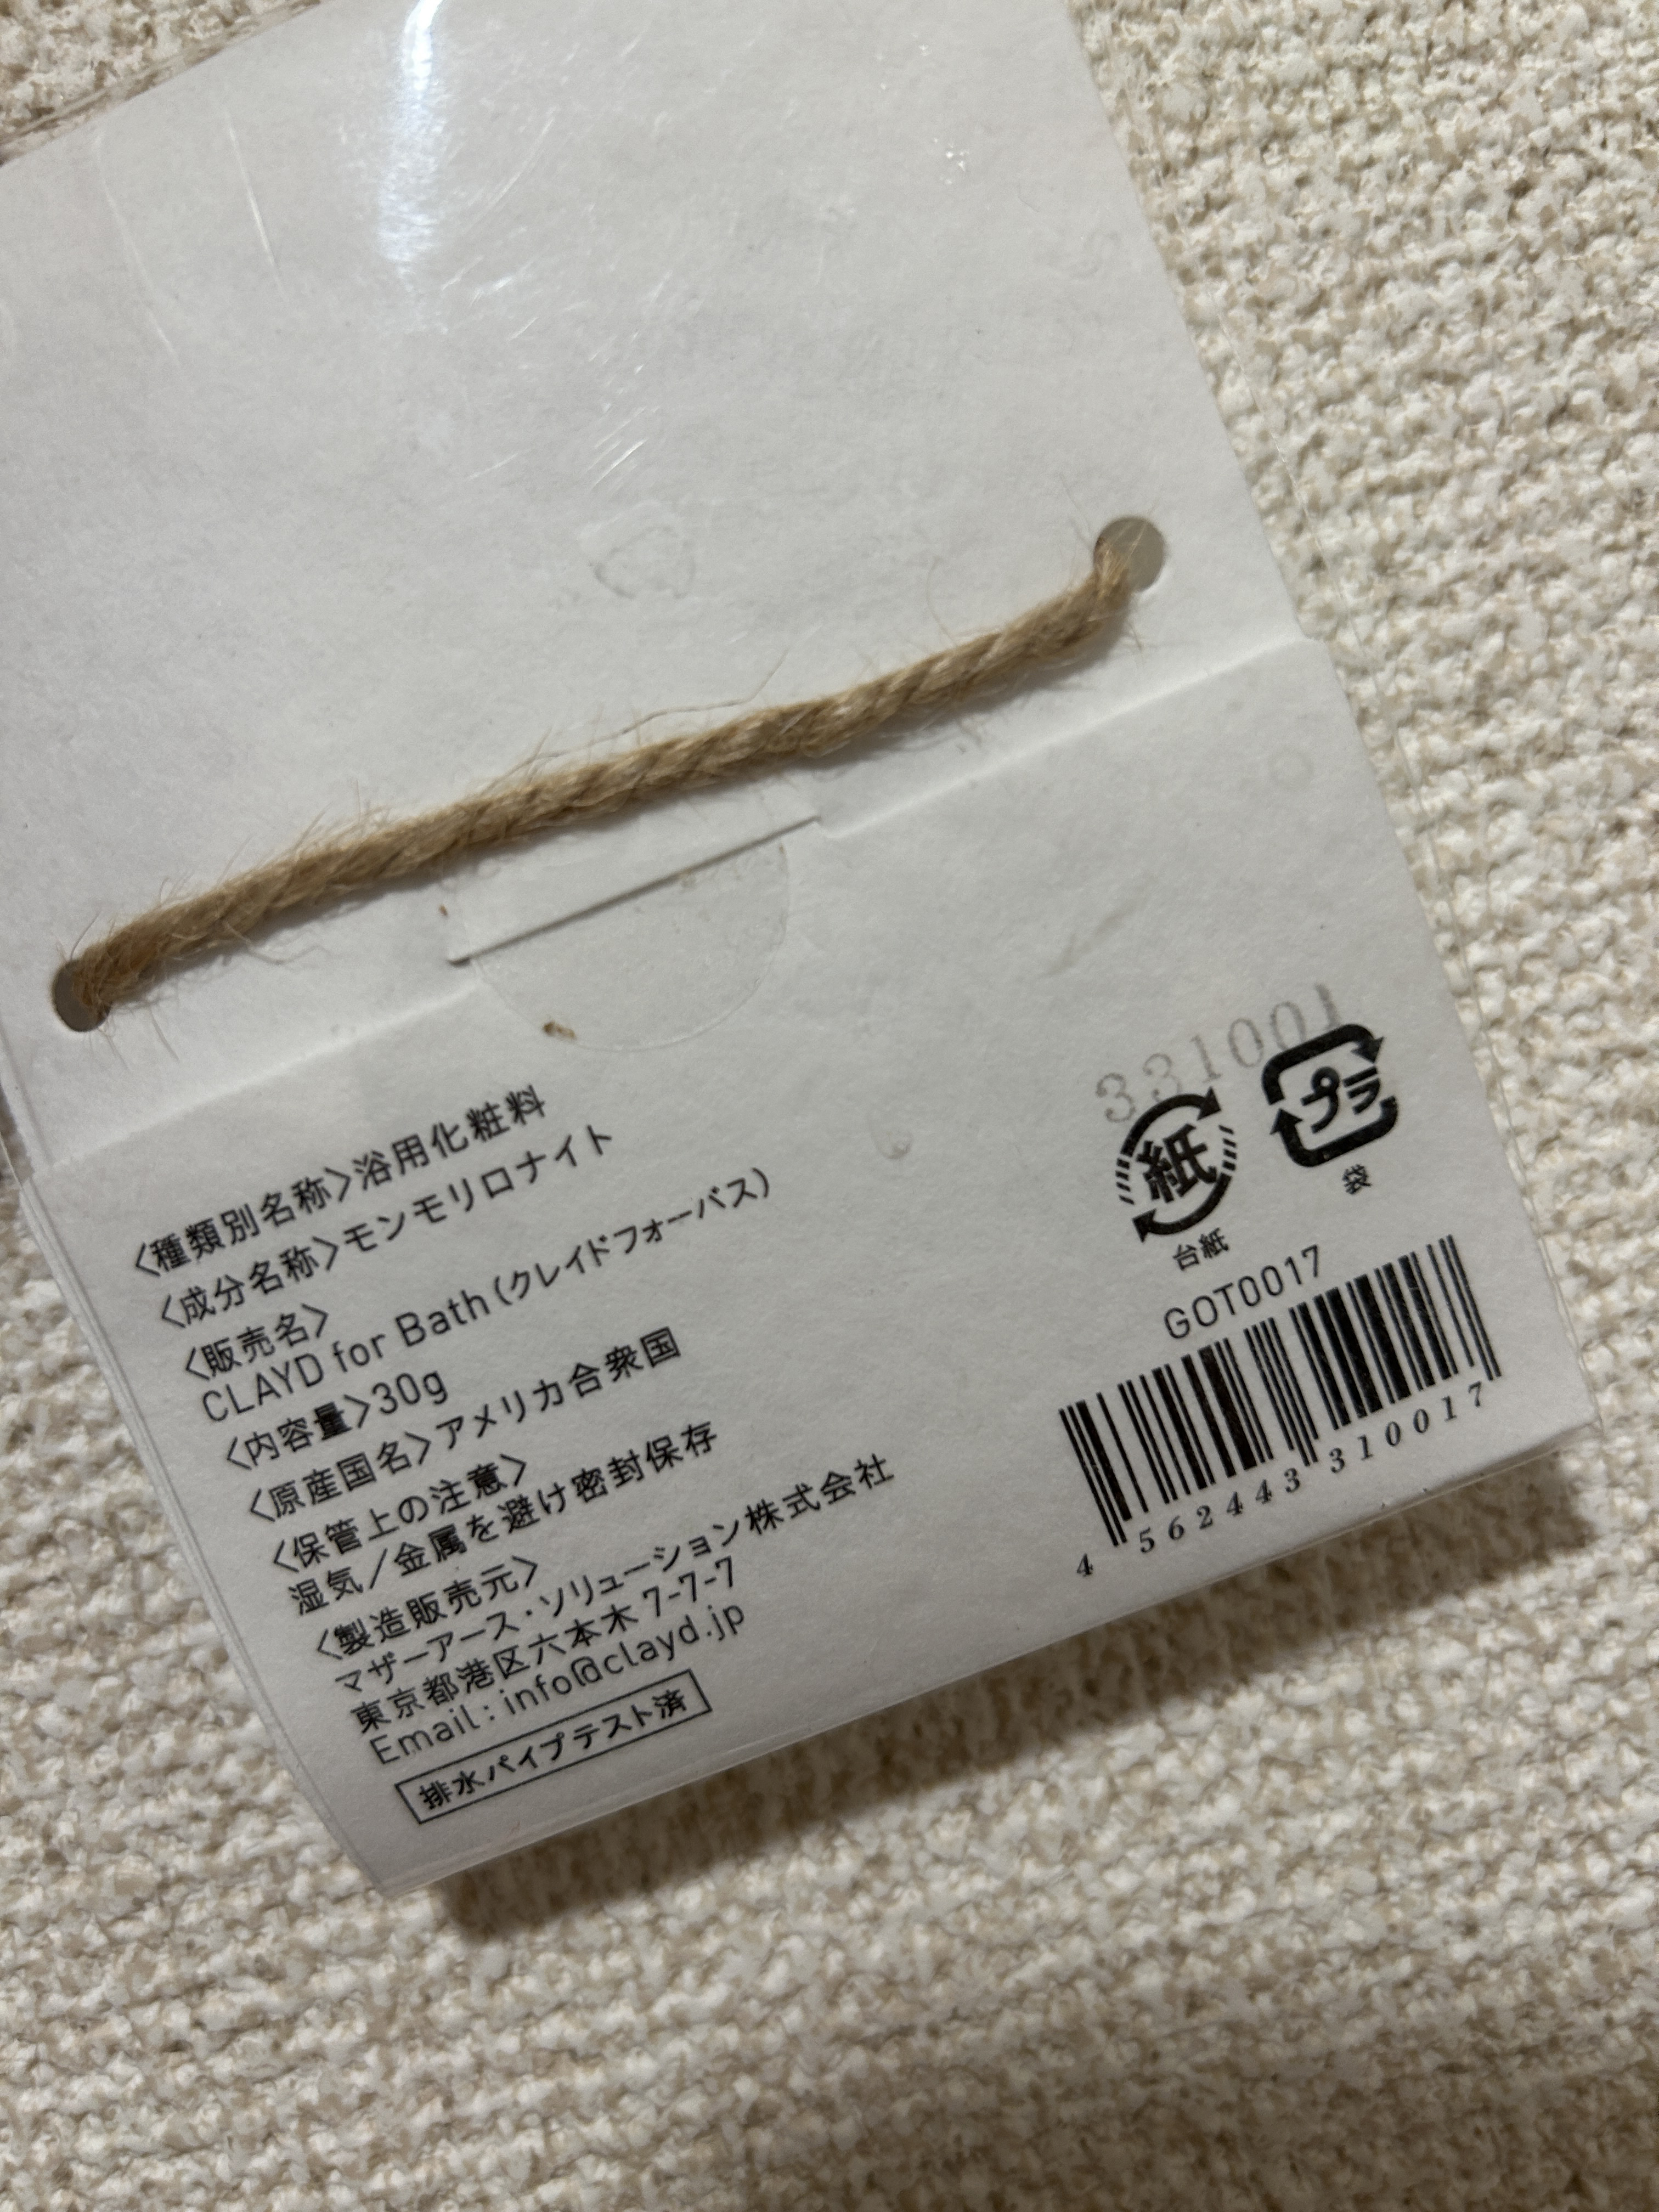 〈種類別名称〉浴用化粧料
〈成分名称〉モンモリロナイト
〈販売名〉
CLAYD for Bath（クレイドフォーバス）
〈内容量〉30g
〈原産国名〉アメリカ合衆国
〈保管上の注意〉
湿気／金属を避け密封保存
〈製造販売元〉
マザーアース・ソリューション株式会社
東京都港区六本木 7-7-7
Email : info@clayd.jp
排水パイプテスト済
331001
紙
台紙
プラ
袋
GOT0017
4 562443 310017